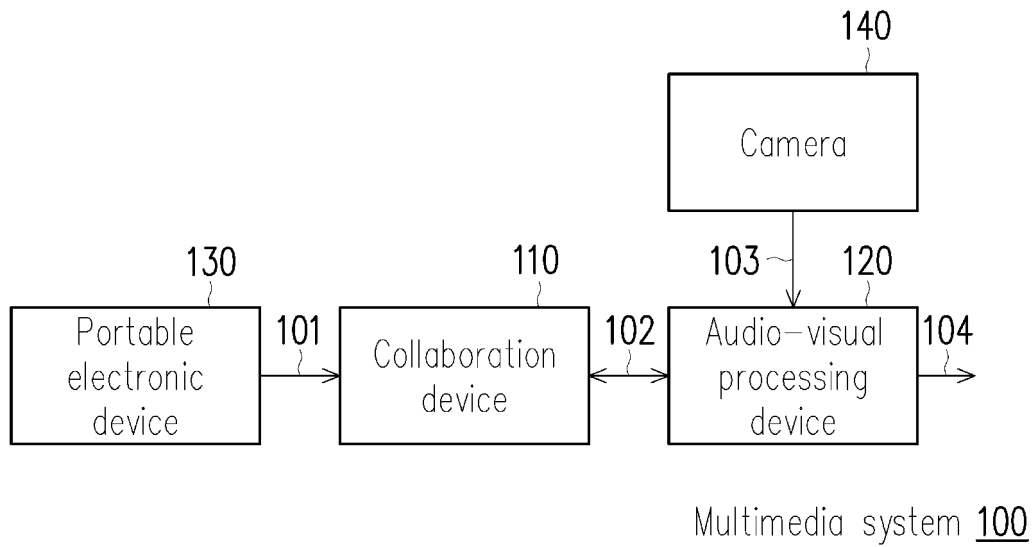 140
Camera
103
130
110
120
Portable
electronic
device
101
Collaboration
device
102
Audio-visual
processing
device
104
Multimedia system 100